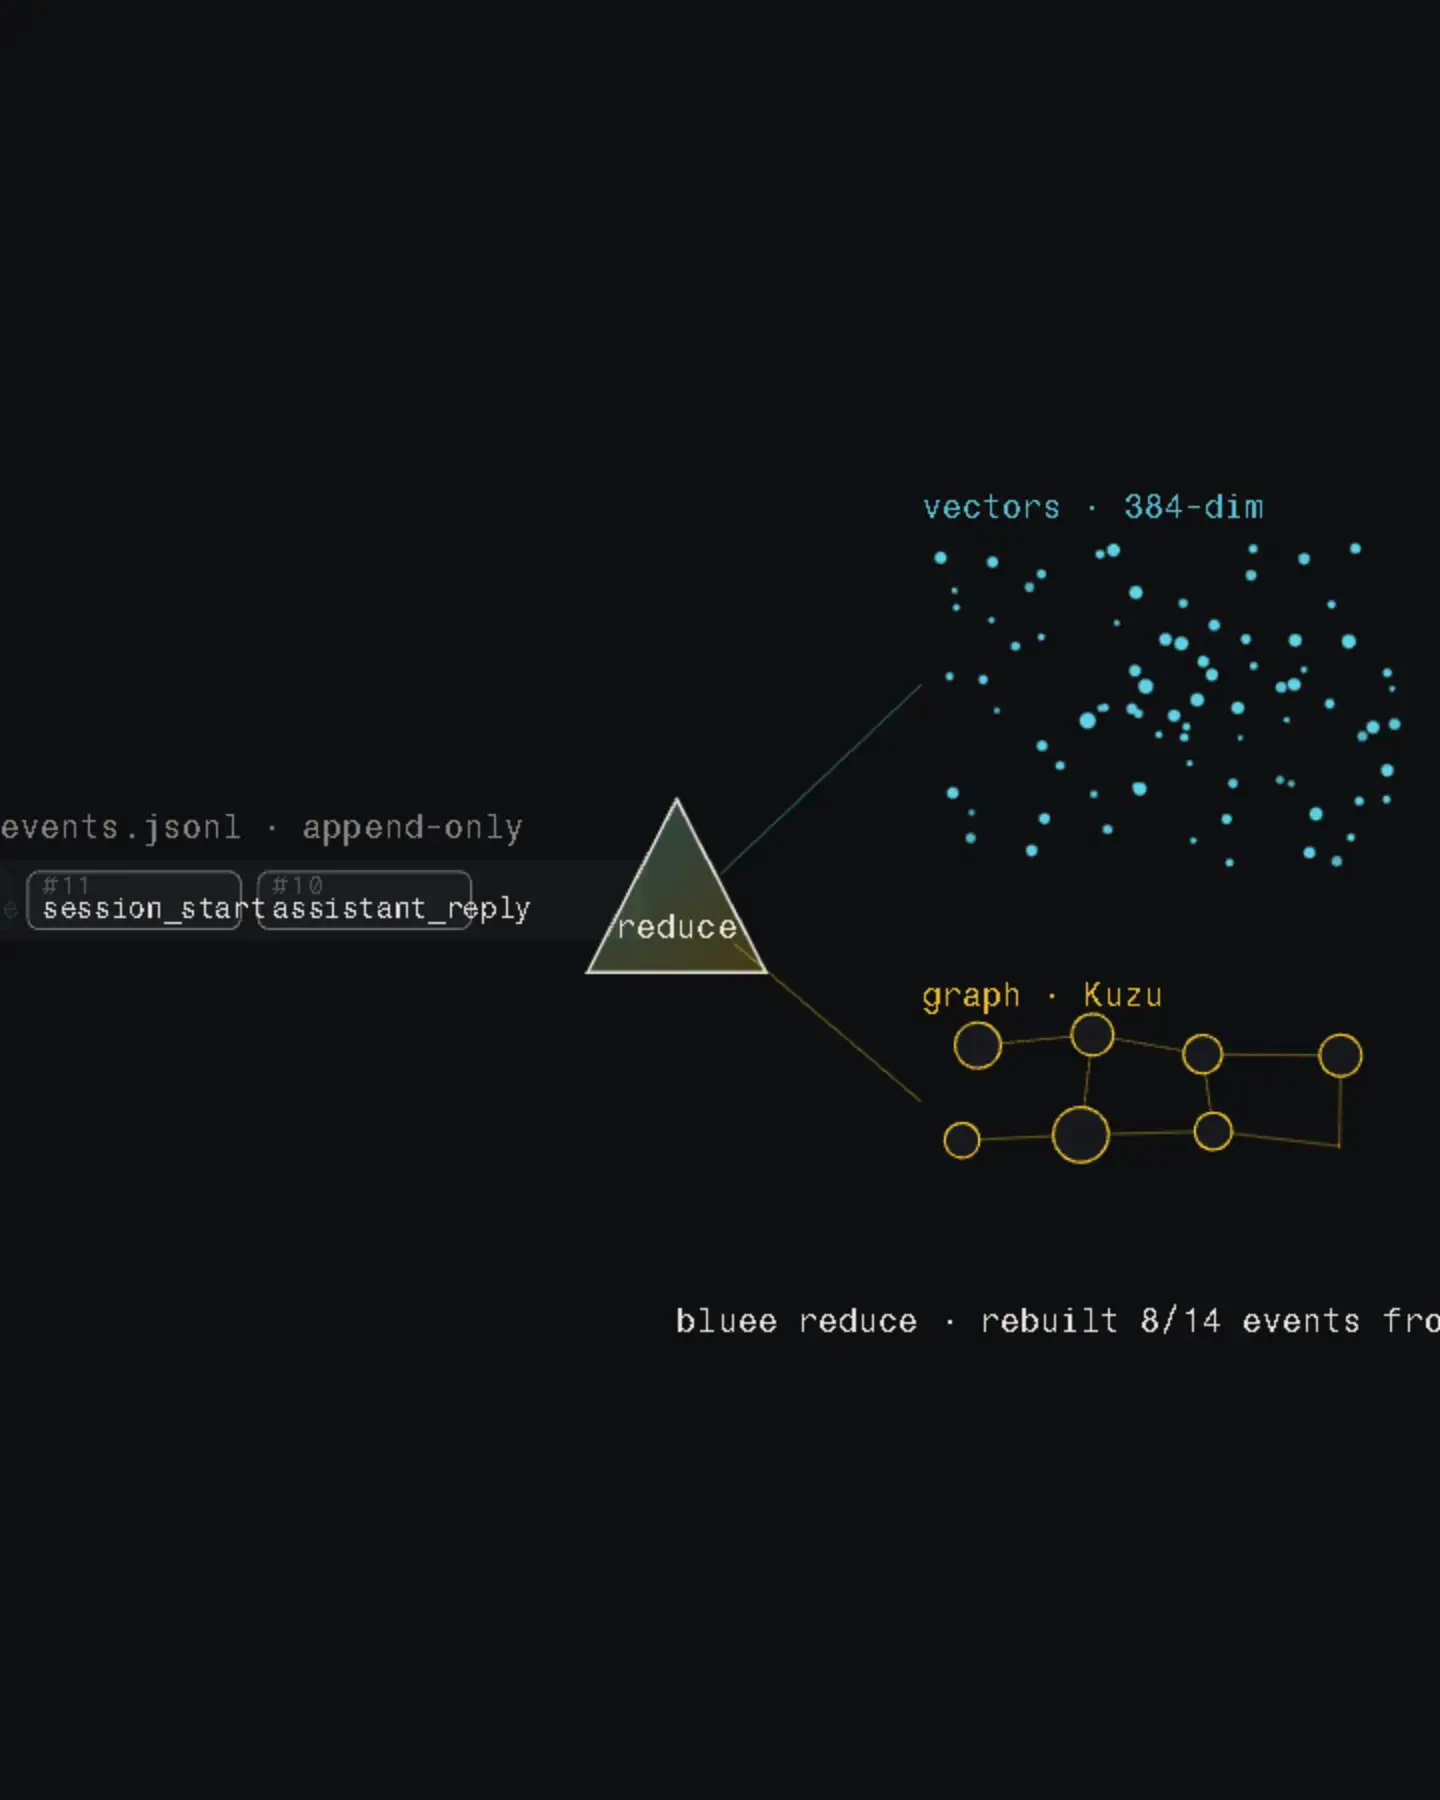 vectors · 384-dim
events.jsonl · append-only
#11
session_start
#10
assistant_reply
reduce
graph · Kuzu
bluee reduce · rebuilt 8/14 events fro